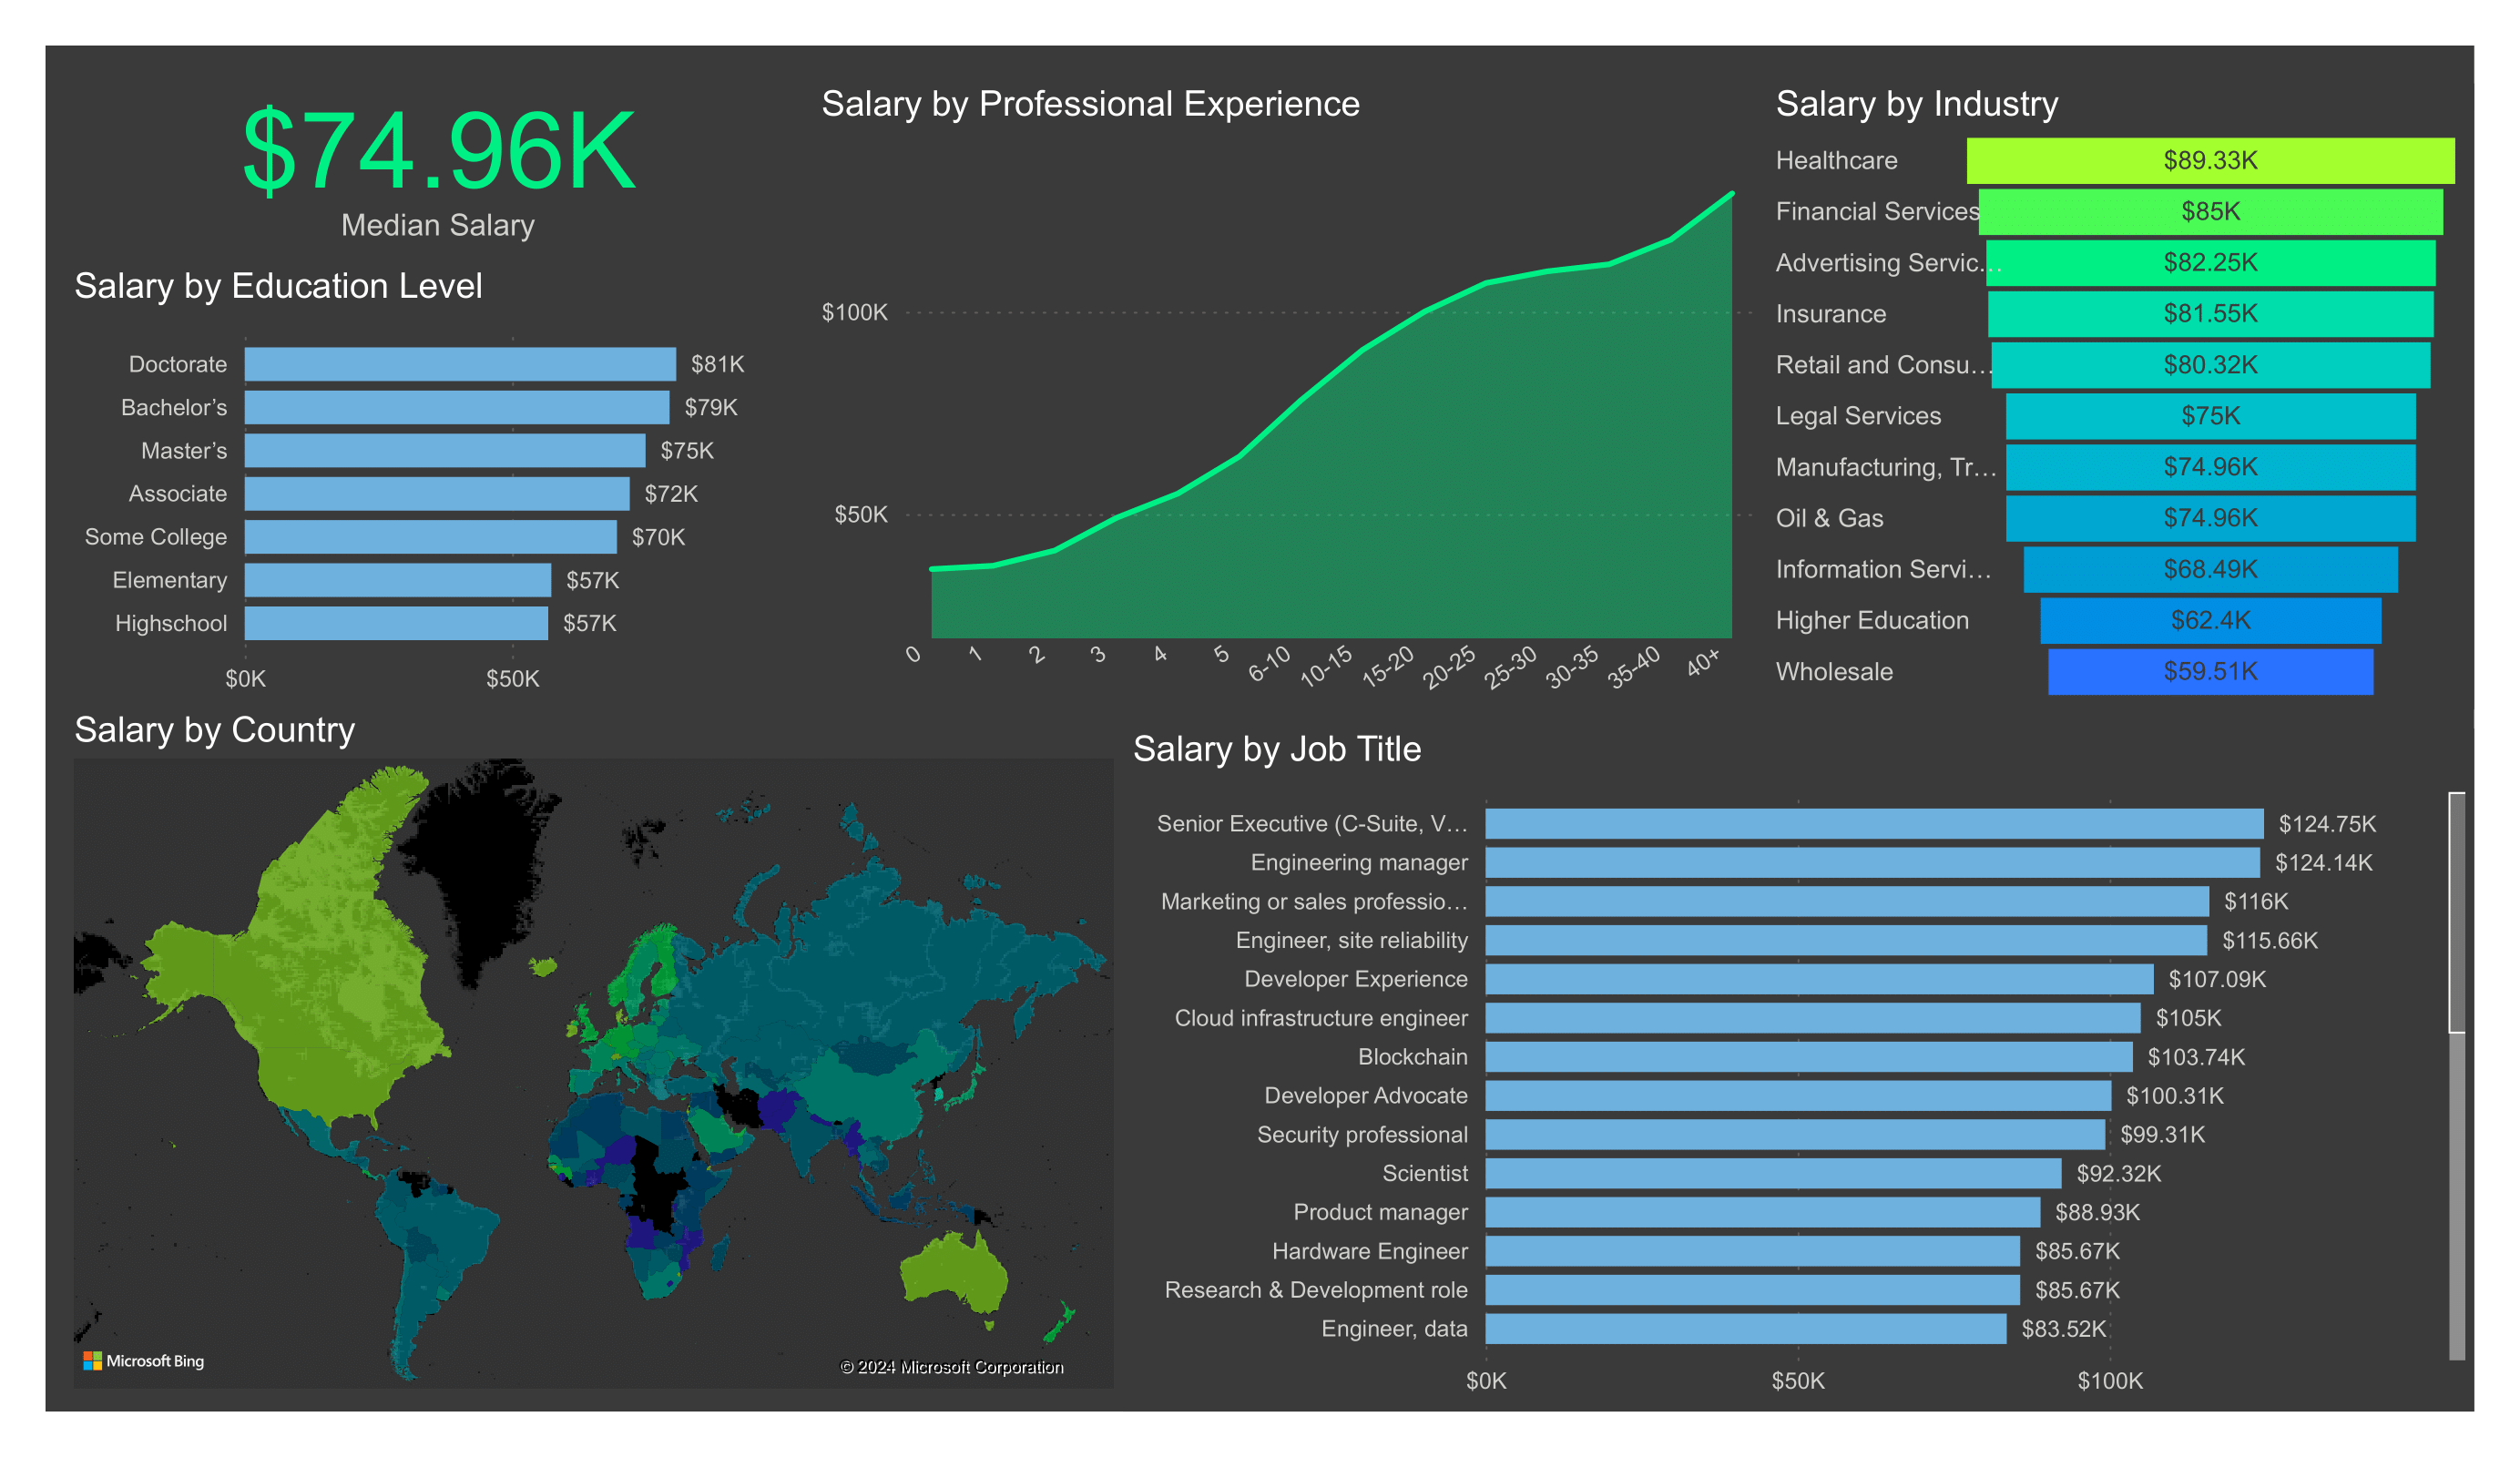 $74.96K
Median Salary
Salary by Education Level
Doctorate $81K
Bachelor’s $79K
Master’s $75K
Associate $72K
Some College $70K
Elementary $57K
Highschool $57K
$0K $50K
Salary by Professional Experience
$100K
$50K
0 1 2 3 4 5 6-10 10-15 15-20 20-25 25-30 30-35 35-40 40+
Salary by Industry
Healthcare $89.33K
Financial Services $85K
Advertising Servic… $82.25K
Insurance $81.55K
Retail and Consu… $80.32K
Legal Services $75K
Manufacturing, Tr… $74.96K
Oil & Gas $74.96K
Information Servi… $68.49K
Higher Education $62.4K
Wholesale $59.51K
Salary by Country
Microsoft Bing
© 2024 Microsoft Corporation
Salary by Job Title
Senior Executive (C-Suite, V… $124.75K
Engineering manager $124.14K
Marketing or sales professio… $116K
Engineer, site reliability $115.66K
Developer Experience $107.09K
Cloud infrastructure engineer $105K
Blockchain $103.74K
Developer Advocate $100.31K
Security professional $99.31K
Scientist $92.32K
Product manager $88.93K
Hardware Engineer $85.67K
Research & Development role $85.67K
Engineer, data $83.52K
$0K $50K $100K